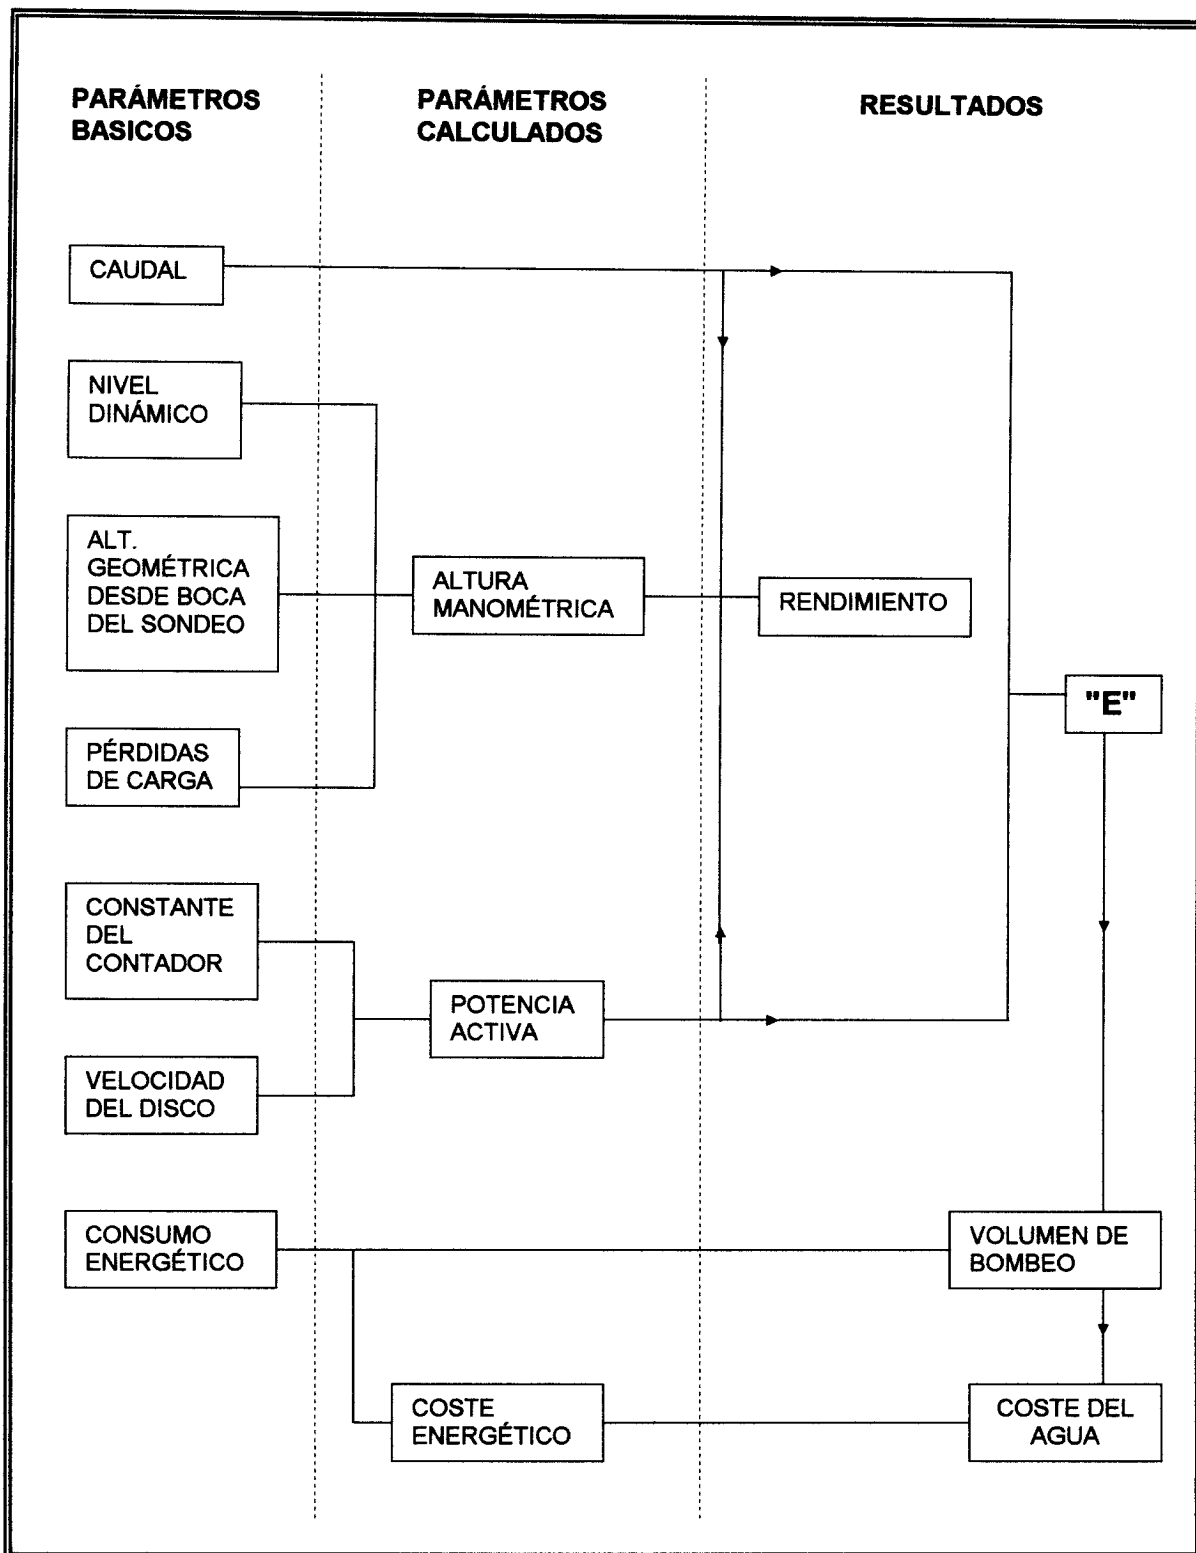 PARÁMETROS
BASICOS
PARÁMETROS
CALCULADOS
RESULTADOS
CAUDAL
NIVEL
DINÁMICO
ALT.
GEOMÉTRICA
DESDE BOCA
DEL SONDEO
ALTURA
MANOMÉTRICA
RENDIMIENTO
"E"
PÉRDIDAS
DE CARGA
CONSTANTE
DEL
CONTADOR
POTENCIA
ACTIVA
VELOCIDAD
DEL DISCO
CONSUMO
ENERGÉTICO
VOLUMEN DE
BOMBEO
COSTE
ENERGÉTICO
COSTE DEL
AGUA